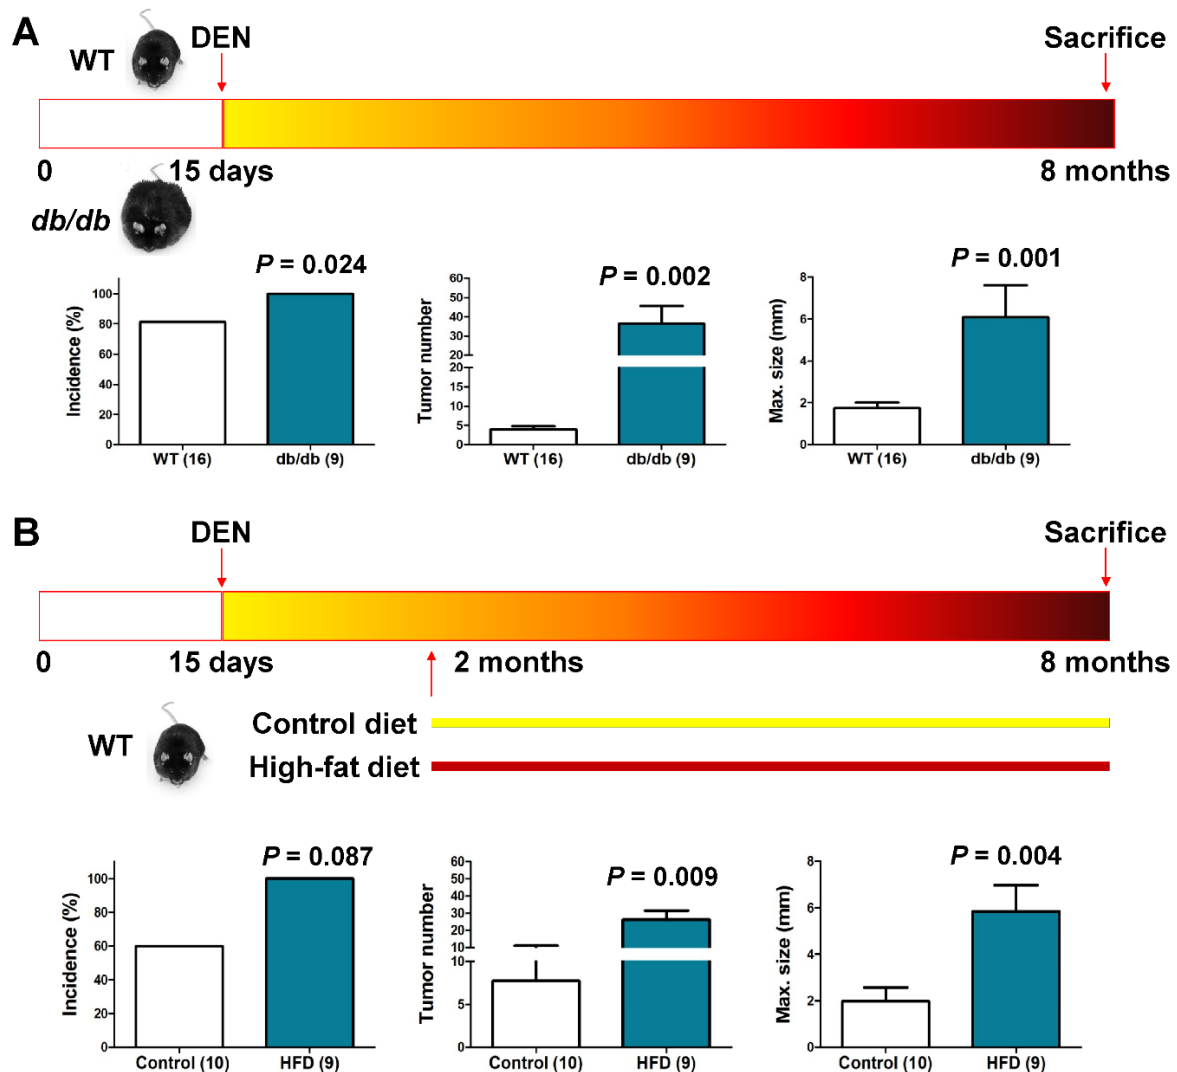 A
WT
DEN
Sacrifice
0
15 days
8 months
db/db
P = 0.024
P = 0.002
P = 0.001
Incidence (%)
100
80
60
40
20
0
WT (16)
db/db (9)
Tumor number
60
50
40
30
20
20
15
10
5
0
WT (16)
db/db (9)
Max. size (mm)
8
6
4
2
0
WT (16)
db/db (9)
B
DEN
Sacrifice
0
15 days
2 months
8 months
WT
Control diet
High-fat diet
P = 0.087
P = 0.009
P = 0.004
Incidence (%)
100
80
60
40
20
0
Control (10)
HFD (9)
Tumor number
60
50
40
30
20
10
10
5
0
Control (10)
HFD (9)
Max. size (mm)
8
6
4
2
0
Control (10)
HFD (9)